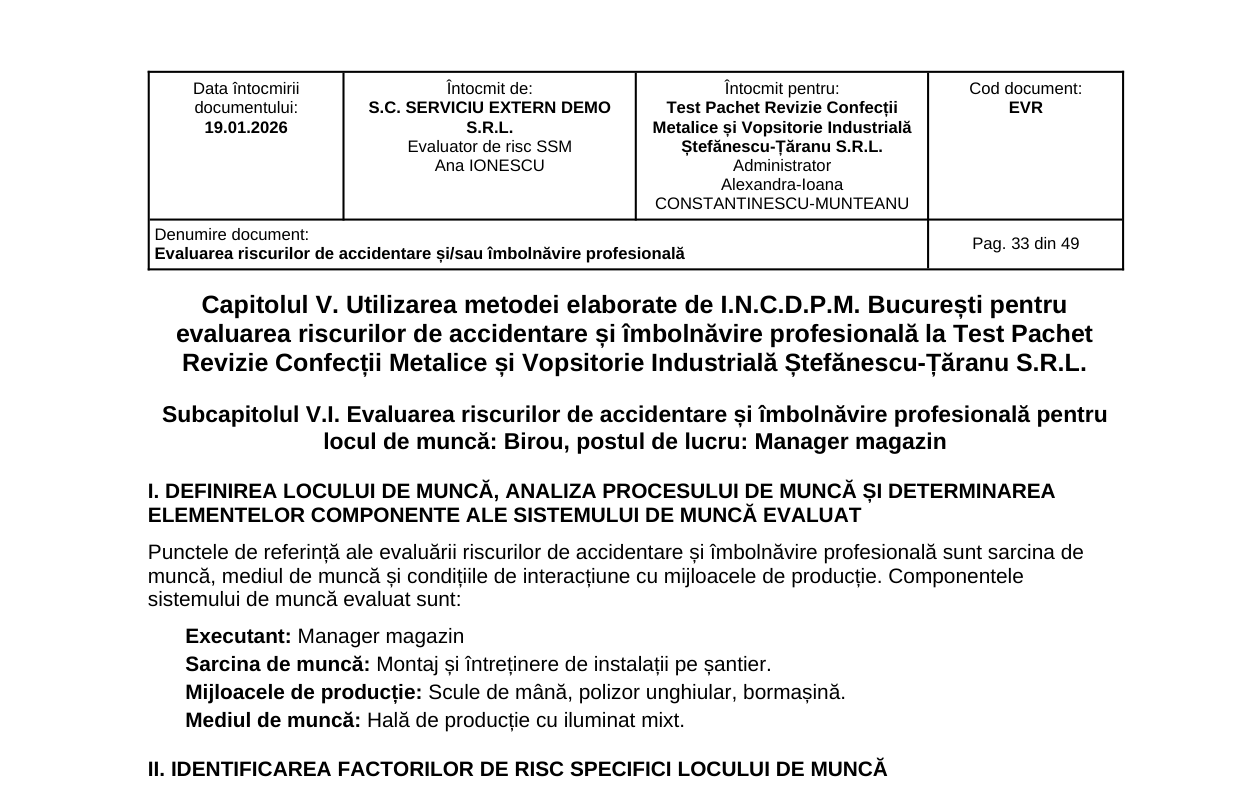 Data întocmirii
documentului:
19.01.2026
Întocmit de:
S.C. SERVICIU EXTERN DEMO
S.R.L.
Evaluator de risc SSM
Ana IONESCU
Întocmit pentru:
Test Pachet Revizie Confecții
Metalice și Vopsitorie Industrială
Ștefănescu-Țăranu S.R.L.
Administrator
Alexandra-Ioana
CONSTANTINESCU-MUNTEANU
Cod document:
EVR
Denumire document:
Evaluarea riscurilor de accidentare și/sau îmbolnăvire profesională
Pag. 33 din 49
Capitolul V. Utilizarea metodei elaborate de I.N.C.D.P.M. București pentru
evaluarea riscurilor de accidentare și îmbolnăvire profesională la Test Pachet
Revizie Confecții Metalice și Vopsitorie Industrială Ștefănescu-Țăranu S.R.L.
Subcapitolul V.I. Evaluarea riscurilor de accidentare și îmbolnăvire profesională pentru
locul de muncă: Birou, postul de lucru: Manager magazin
I. DEFINIREA LOCULUI DE MUNCĂ, ANALIZA PROCESULUI DE MUNCĂ ȘI DETERMINAREA
ELEMENTELOR COMPONENTE ALE SISTEMULUI DE MUNCĂ EVALUAT
Punctele de referință ale evaluării riscurilor de accidentare și îmbolnăvire profesională sunt sarcina de
muncă, mediul de muncă și condițiile de interacțiune cu mijloacele de producție. Componentele
sistemului de muncă evaluat sunt:
Executant: Manager magazin
Sarcina de muncă: Montaj și întreținere de instalații pe șantier.
Mijloacele de producție: Scule de mână, polizor unghiular, bormașină.
Mediul de muncă: Hală de producție cu iluminat mixt.
II. IDENTIFICAREA FACTORILOR DE RISC SPECIFICI LOCULUI DE MUNCĂ